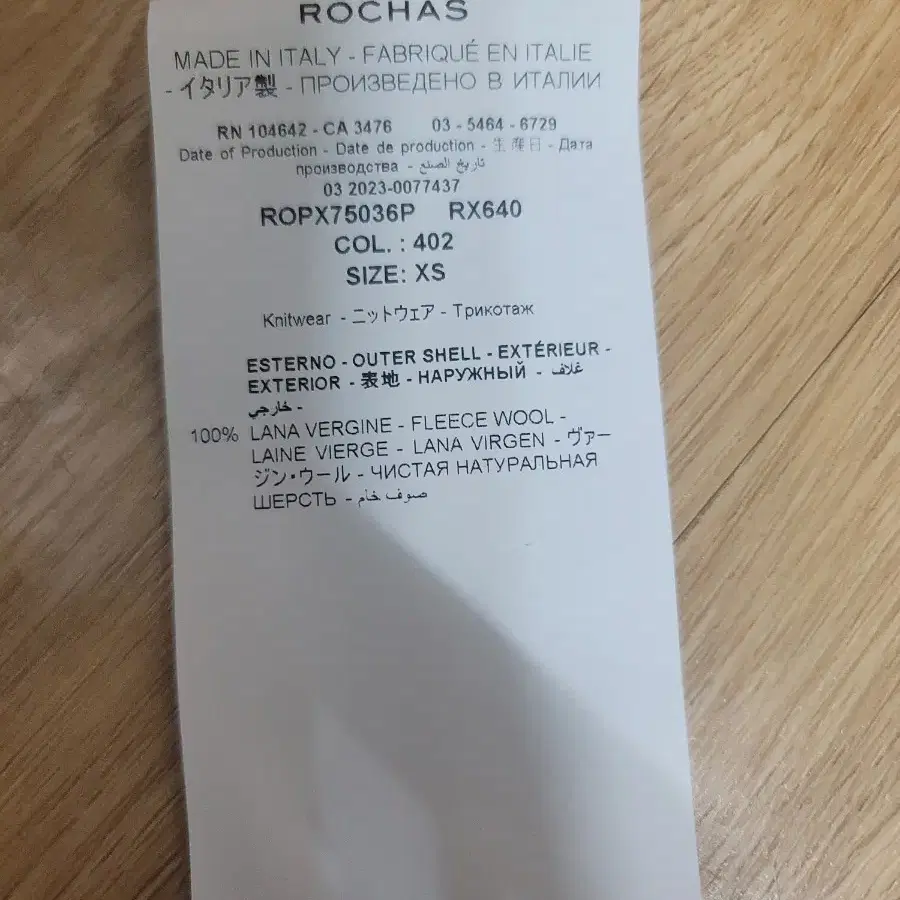 ROCHAS
MADE IN ITALY - FABRIQUÉ EN ITALIE
- イタリア製 - ПРОИЗВЕДЕНО В ИТАЛИИ
RN 104642 - CA 3476 03 - 5464 - 6729
Date of Production - Date de production - 生産日 - Дата
производства - تاريخ الصنع
03 2023-0077437
ROPX75036P RX640
COL. : 402
SIZE: XS
Knitwear - ニットウェア - Трикотаж
ESTERNO - OUTER SHELL - EXTÉRIEUR -
EXTERIOR - 表地 - НАРУЖНЫЙ - غلاف
خارجي -
100% LANA VERGINE - FLEECE WOOL -
LAINE VIERGE - LANA VIRGEN - ヴァー
ジン・ウール - ЧИСТАЯ НАТУРАЛЬНАЯ
ШЕРСТЬ - صوف خام